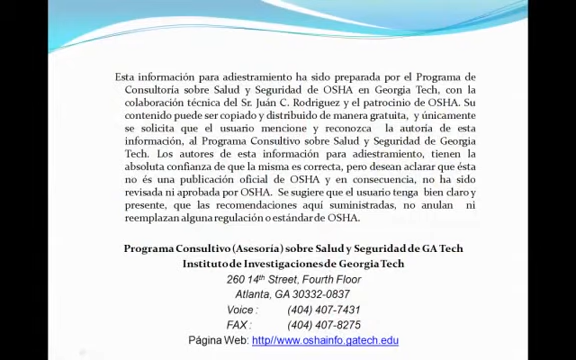 Esta información para adiestramiento ha sido preparada por el Programa de
Consultoría sobre Salud y Seguridad de OSHA en Georgia Tech, con la
colaboración técnica del Sr. Juán C. Rodriguez y el patrocinio de OSHA. Su
contenido puede ser copiado y distribuido de manera gratuita, y únicamente
se solicita que el usuario mencione y reconozca la autoría de esta
información, al Programa Consultivo sobre Salud y Seguridad de Georgia
Tech. Los autores de esta información para adiestramiento, tienen la
absoluta confianza de que la misma es correcta, pero desean aclarar que ésta
no es una publicación oficial de OSHA y en consecuencia, no ha sido
revisada ni aprobada por OSHA. Se sugiere que el usuario tenga bien claro y
presente, que las recomendaciones aquí suministradas, no anulan ni
reemplazan alguna regulación o estándar de OSHA.
Programa Consultivo (Asesoría) sobre Salud y Seguridad de GA Tech
Instituto de Investigaciones de Georgia Tech
260 14th Street, Fourth Floor
Atlanta, GA 30332-0837
Voice : (404) 407-7431
FAX : (404) 407-8275
Página Web: http//www.oshainfo.gatech.edu